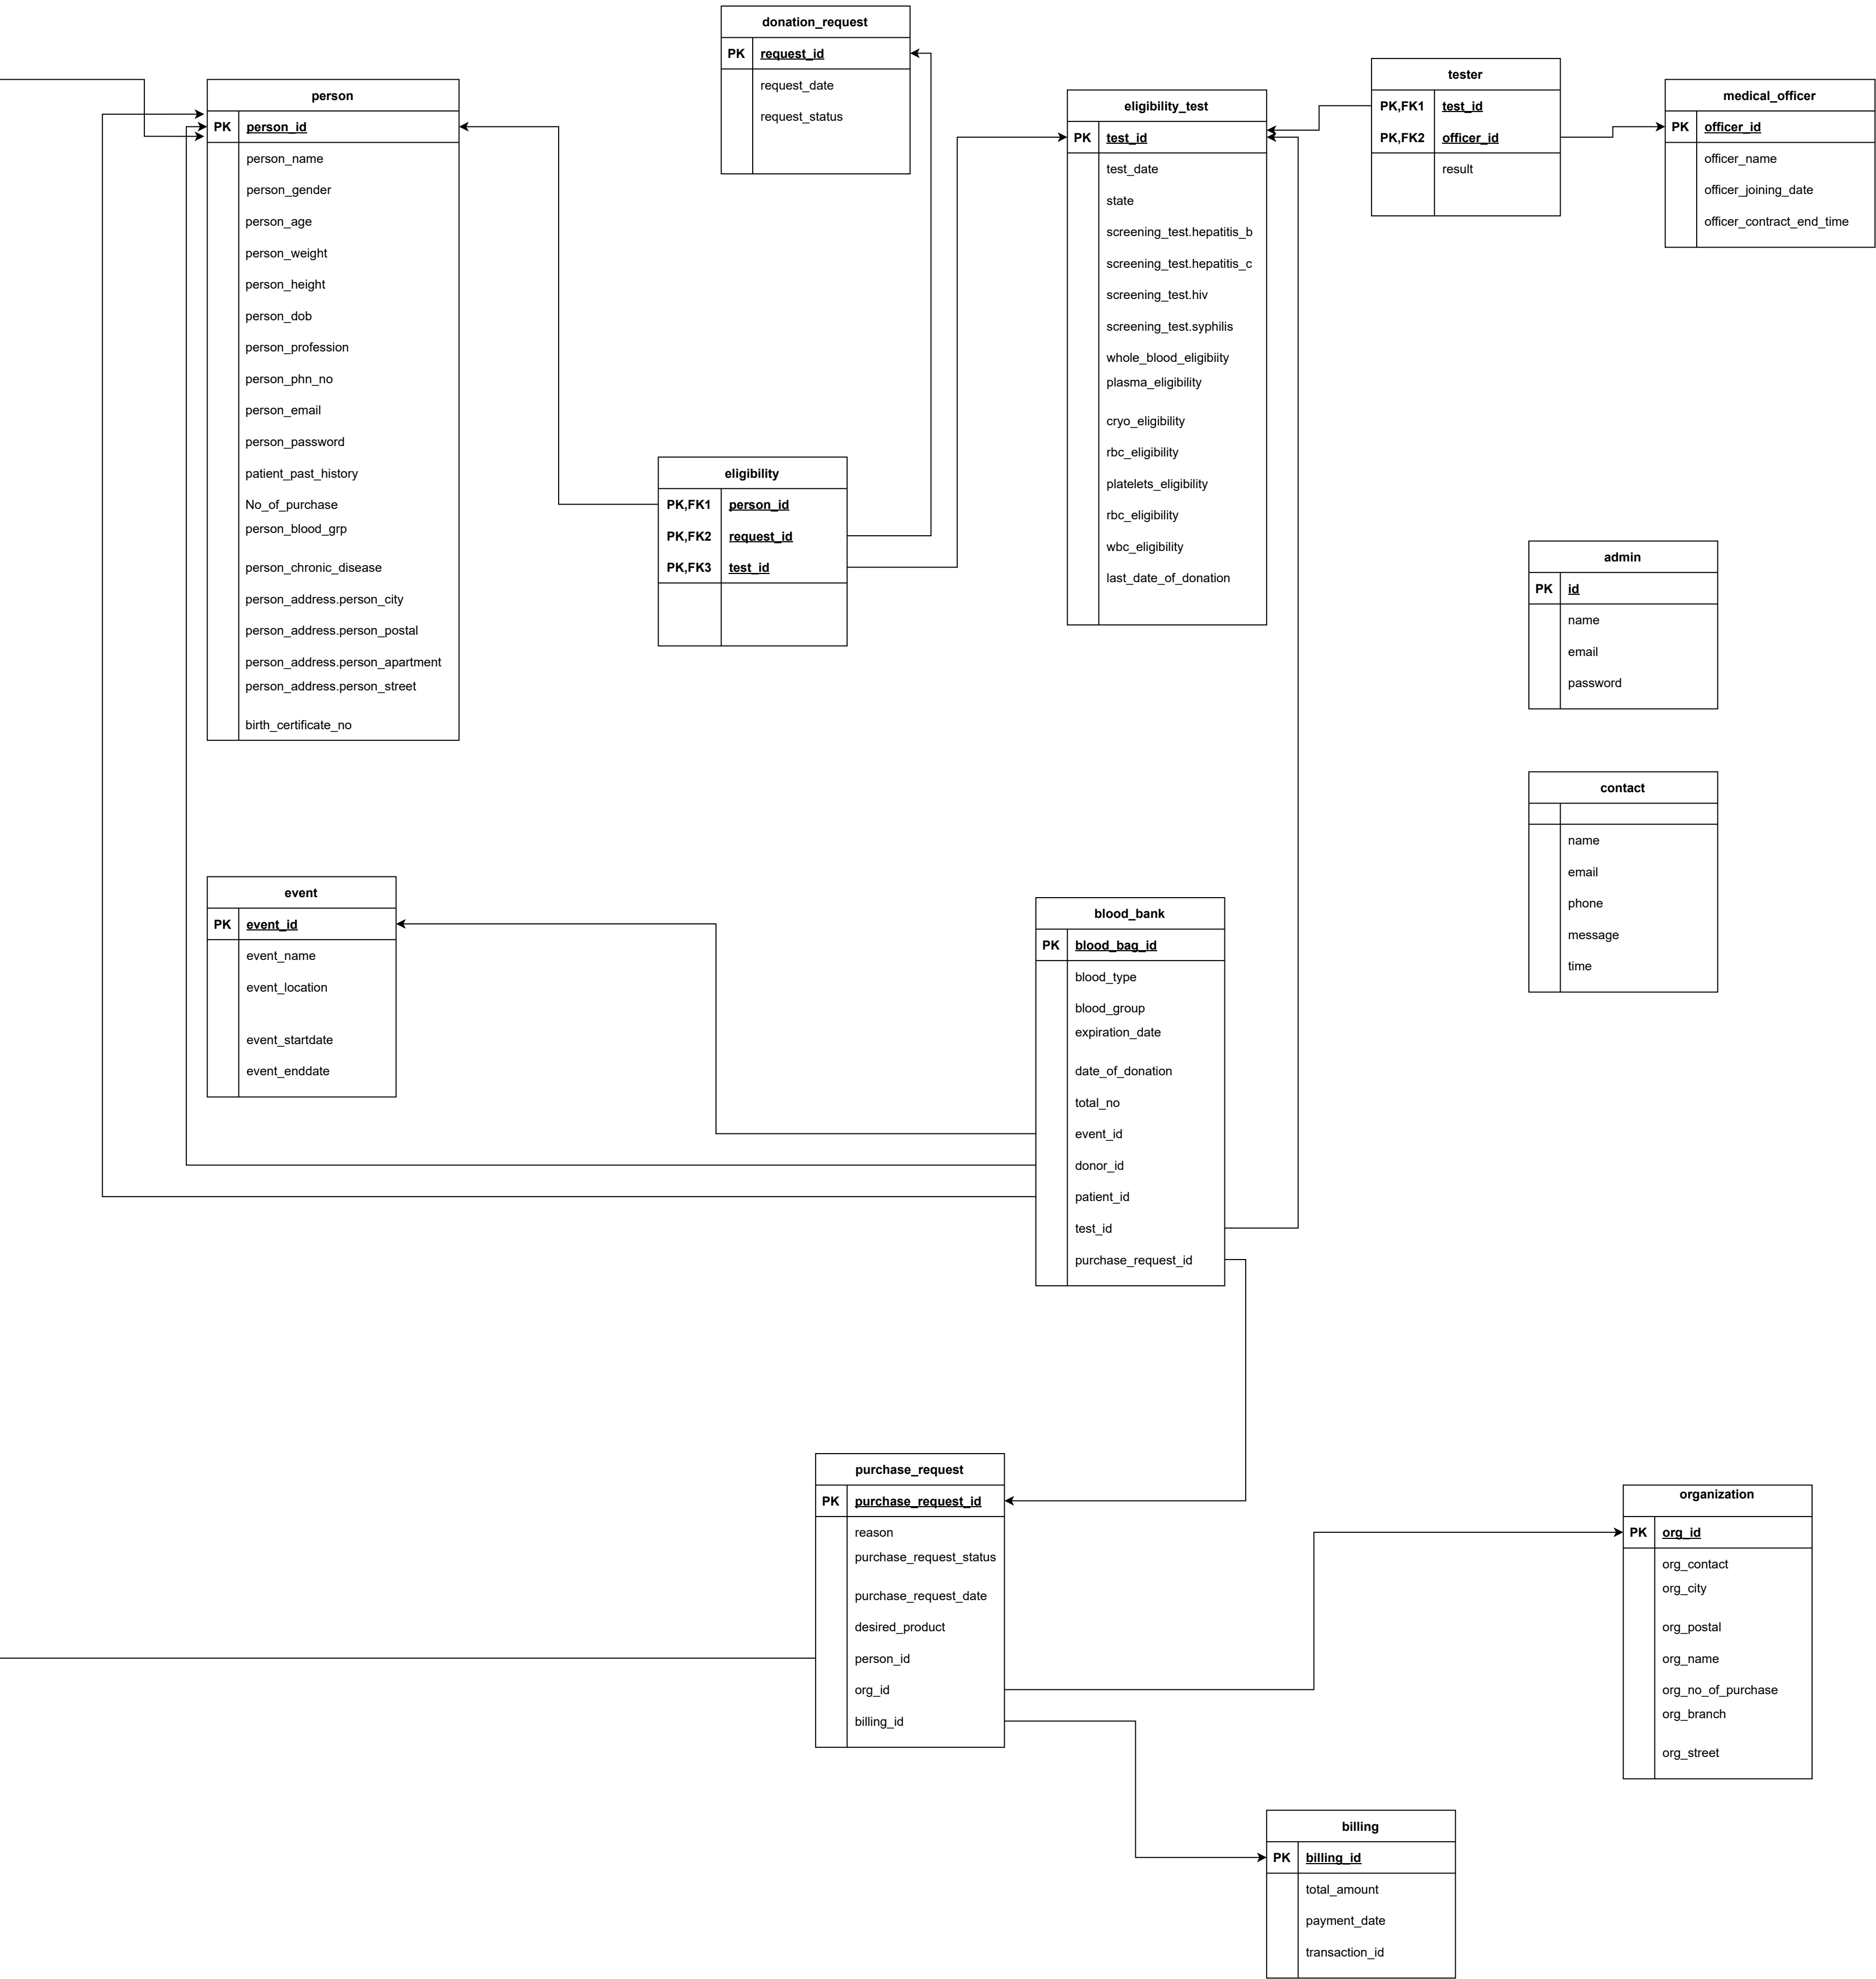 donation_request
PK request_id
request_date
request_status
person
PK person_id
person_name
person_gender
person_age
person_weight
person_height
person_dob
person_profession
person_phn_no
person_email
person_password
patient_past_history
No_of_purchase
person_blood_grp
person_chronic_disease
person_address.person_city
person_address.person_postal
person_address.person_apartment
person_address.person_street
birth_certificate_no
eligibility_test
PK test_id
test_date
state
screening_test.hepatitis_b
screening_test.hepatitis_c
screening_test.hiv
screening_test.syphilis
whole_blood_eligibiity
plasma_eligibility
cryo_eligibility
rbc_eligibility
platelets_eligibility
rbc_eligibility
wbc_eligibility
last_date_of_donation
tester
PK,FK1 test_id
PK,FK2 officer_id
result
medical_officer
PK officer_id
officer_name
officer_joining_date
officer_contract_end_time
eligibility
PK,FK1 person_id
PK,FK2 request_id
PK,FK3 test_id
admin
PK id
name
email
password
contact
name
email
phone
message
time
event
PK event_id
event_name
event_location
event_startdate
event_enddate
blood_bank
PK blood_bag_id
blood_type
blood_group
expiration_date
date_of_donation
total_no
event_id
donor_id
patient_id
test_id
purchase_request_id
purchase_request
PK purchase_request_id
reason
purchase_request_status
purchase_request_date
desired_product
person_id
org_id
billing_id
organization
PK org_id
org_contact
org_city
org_postal
org_name
org_no_of_purchase
org_branch
org_street
billing
PK billing_id
total_amount
payment_date
transaction_id